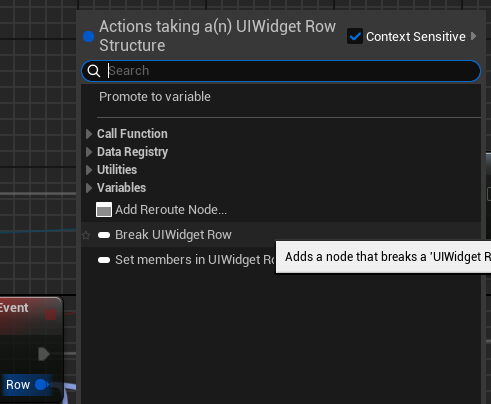 Actions taking a(n) UIWidget Row
Structure
Context Sensitive
Search
Promote to variable
Call Function
Data Registry
Utilities
Variables
Add Reroute Node...
Break UIWidget Row
Adds a node that breaks a 'UIWidget R
Set members in UIWidget Ro
Event
Row